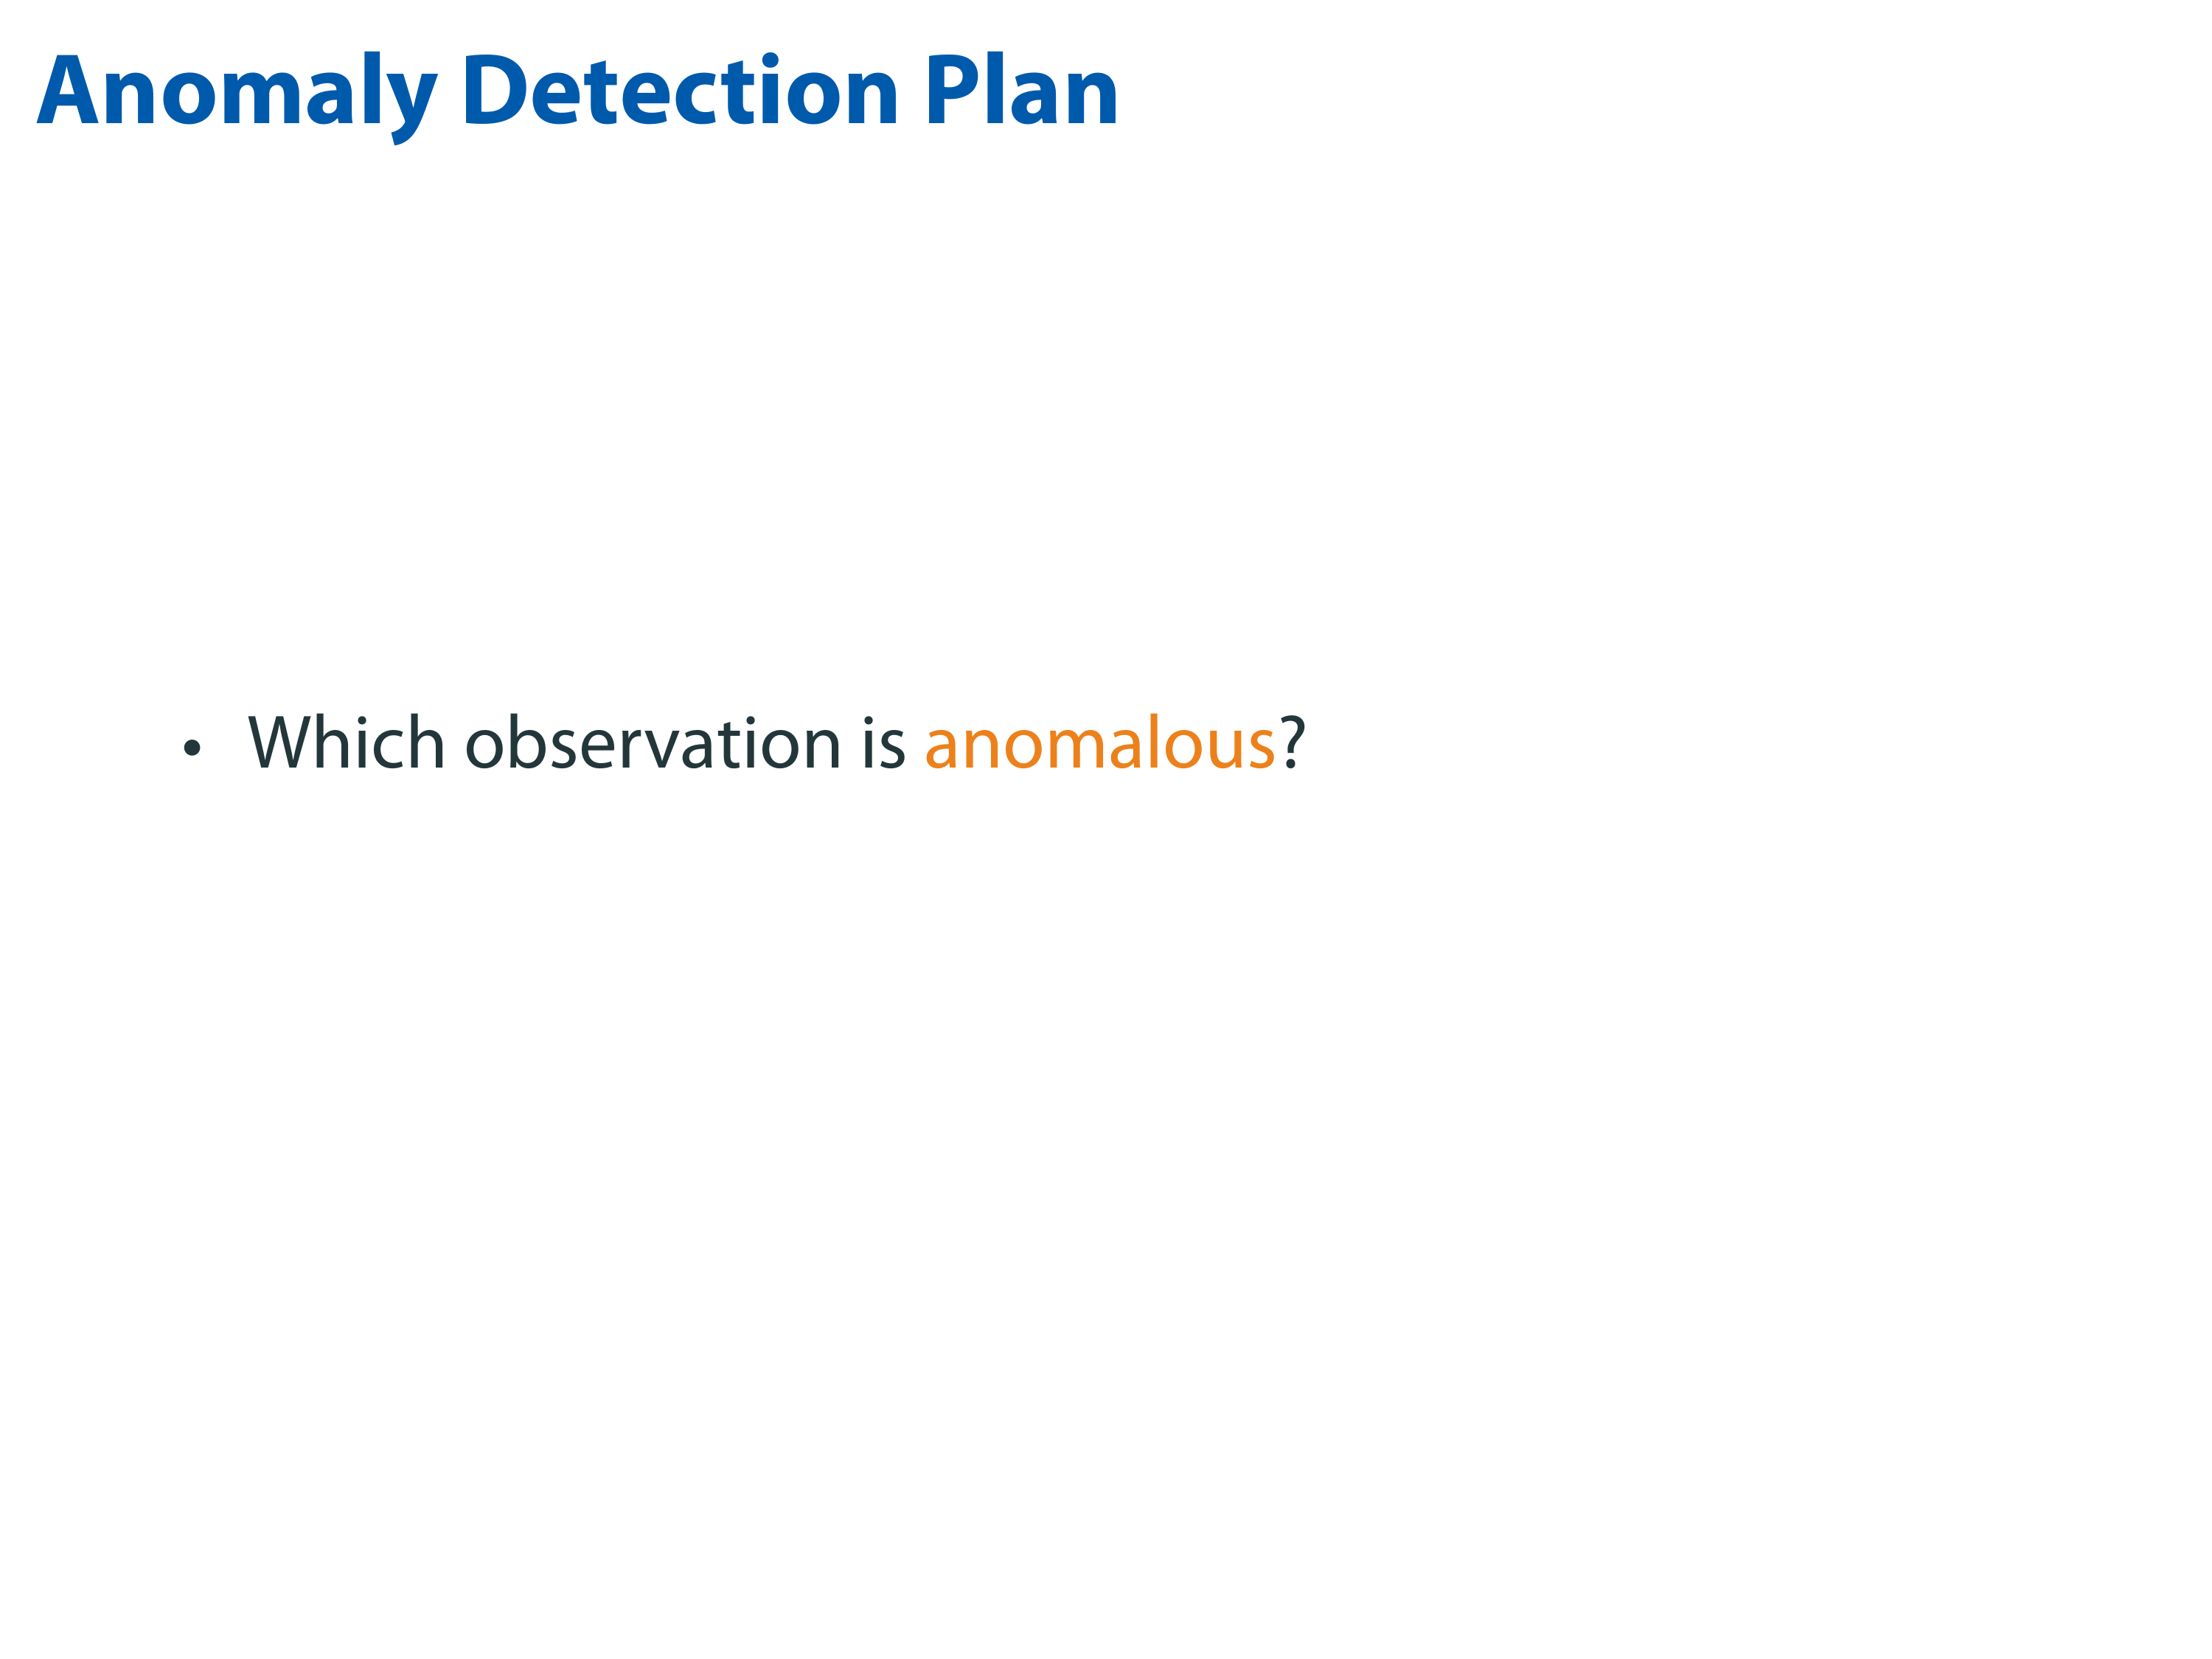 Anomaly Detection Plan
• Which observation is anomalous?